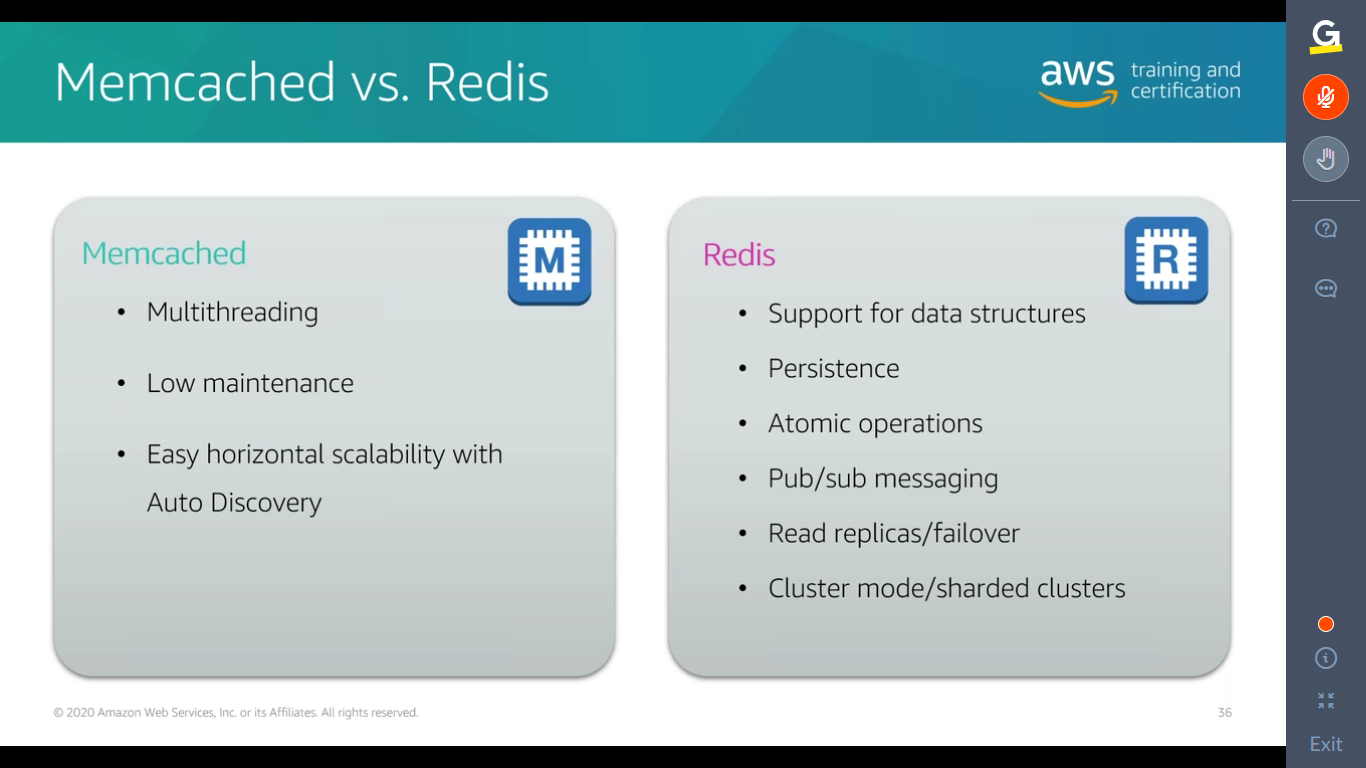 Memcached vs. Redis
aws training and
certification
Memcached
M
• Multithreading
• Low maintenance
• Easy horizontal scalability with
Auto Discovery
Redis
R
• Support for data structures
• Persistence
• Atomic operations
• Pub/sub messaging
• Read replicas/failover
• Cluster mode/sharded clusters
© 2020 Amazon Web Services, Inc. or its Affiliates. All rights reserved.
36
G
?
i
Exit